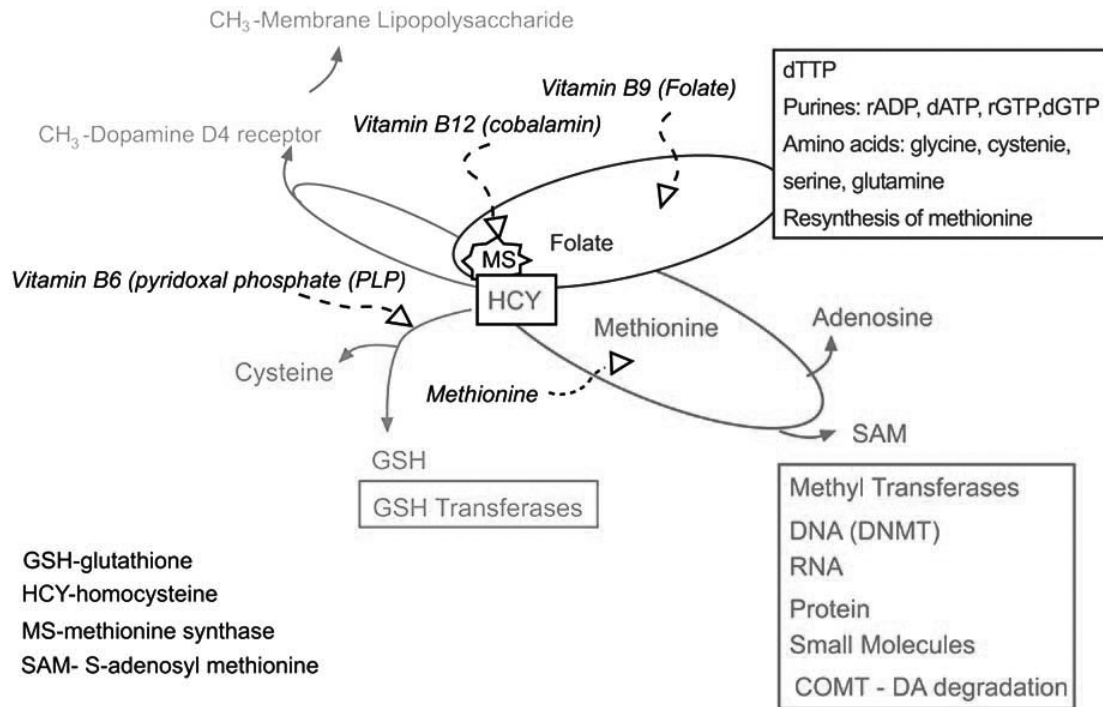 CH₃-Membrane Lipopolysaccharide
CH₃-Dopamine D4 receptor
Vitamin B12 (cobalamin)
Vitamin B9 (Folate)
dTTP
Purines: rADP, dATP, rGTP,dGTP
Amino acids: glycine, cystenie,
serine, glutamine
Resynthesis of methionine
Folate
MS
HCY
Vitamin B6 (pyridoxal phosphate (PLP)
Cysteine
Methionine
Methionine
Adenosine
SAM
GSH
GSH Transferases
Methyl Transferases
DNA (DNMT)
RNA
Protein
Small Molecules
COMT - DA degradation
GSH-glutathione
HCY-homocysteine
MS-methionine synthase
SAM- S-adenosyl methionine